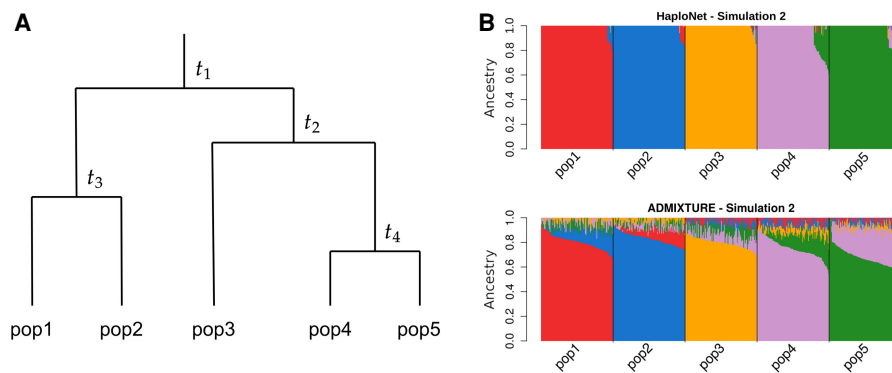 A
t1
t2
t3
t4
pop1 pop2 pop3 pop4 pop5
B
HaploNet - Simulation 2
Ancestry
1.0
0.8
0.6
0.4
0.2
0.0
pop1 pop2 pop3 pop4 pop5
ADMIXTURE - Simulation 2
Ancestry
1.0
0.8
0.6
0.4
0.2
0.0
pop1 pop2 pop3 pop4 pop5